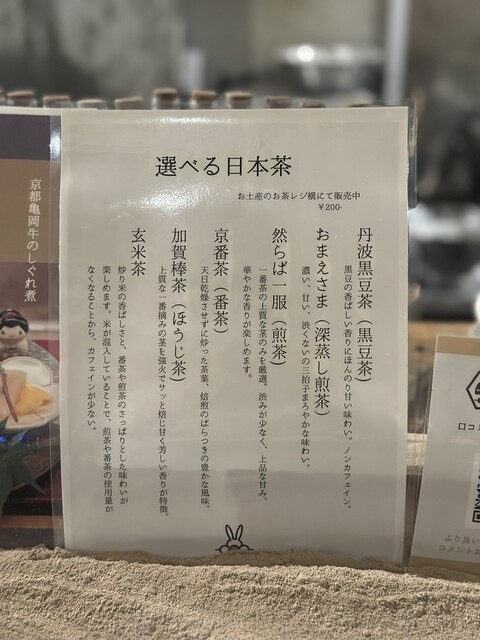 選べる日本茶
お土産のお茶レジ横にて販売中
￥200-
丹波黒豆茶（黒豆茶）
黒豆の香ばしい香りにほんのり甘い味わい。ノンカフェイン。
おまえさま（深蒸し煎茶）
濃い、甘い、渋くないの三拍子まろやかな味わい。
然らば一服（煎茶）
一番茶の上質な茎のみを厳選。渋みが少なく、上品な甘み、
華やかな香りが楽しめます。
京番茶（番茶）
天日乾燥させずに炒った茶葉、焙煎のばらつきの豊かな風味。
加賀棒茶（ほうじ茶）
上質な一番摘みの茎を強火でサッと焙じ甘く芳しい香りが特徴。
玄米茶
炒り米の香ばしさと、番茶や煎茶のさっぱりとした味わいが
楽しめます。米が混入していることで、煎茶や番茶の使用量が
なくなることから、カフェインが少ない。
京都亀岡牛のしぐれ煮
口コミ
より良い
コメント